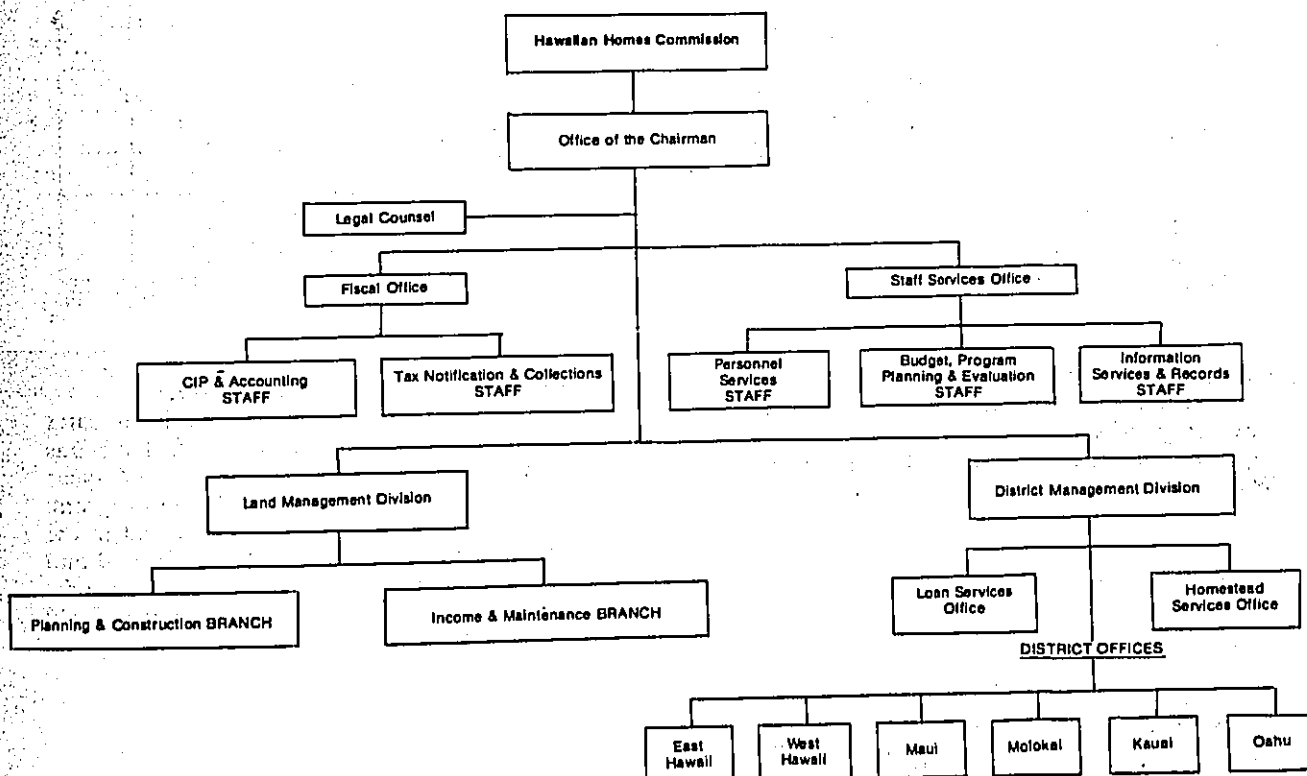 Hawaiian Homes Commission
Office of the Chairman
Legal Counsel
Fiscal Office
Staff Services Office
CIP & Accounting
STAFF
Tax Notification & Collections
STAFF
Personnel
Services
STAFF
Budget, Program
Planning & Evaluation
STAFF
Information
Services & Records
STAFF
Land Management Division
District Management Division
Planning & Construction BRANCH
Income & Maintenance BRANCH
Loan Services
Office
Homestead
Services Office
DISTRICT OFFICES
East
Hawaii
West
Hawaii
Maui
Molokai
Kauai
Oahu